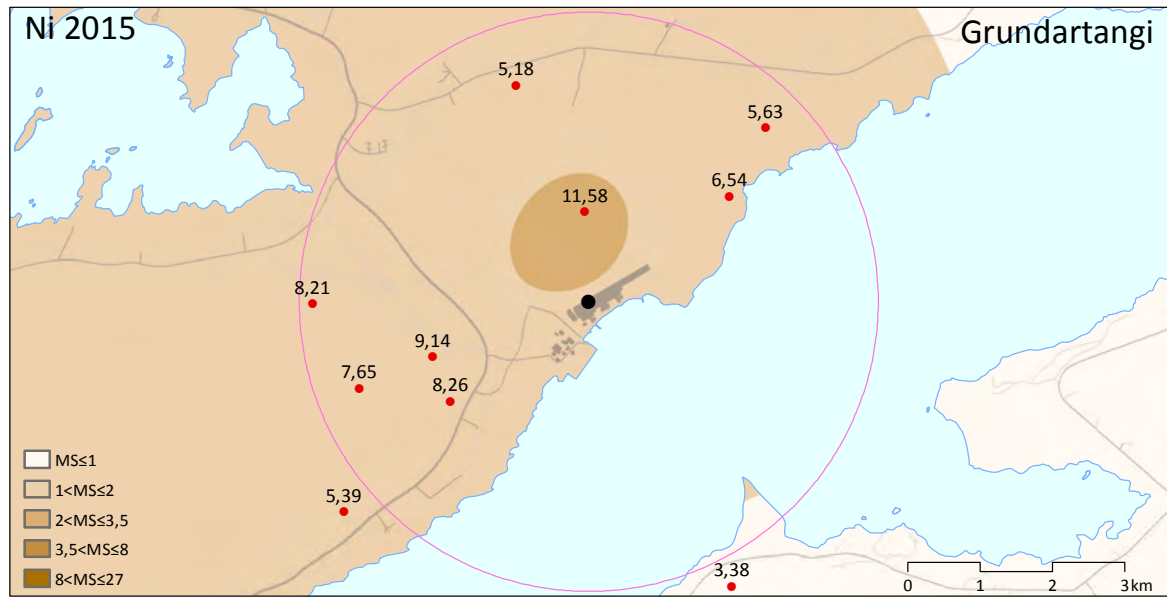 Ni 2015
Grundartangi
5,18
5,63
6,54
11,58
8,21
9,14
7,65
8,26
5,39
3,38
MS≤1
1<MS≤2
2<MS≤3,5
3,5<MS≤8
8<MS≤27
0 1 2 3 km